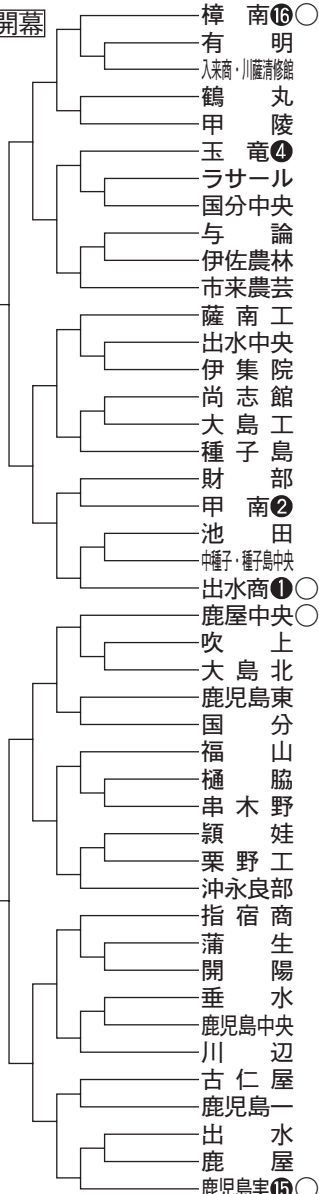 開幕
樟南⓰○
有明
入来商・川薩清修館
鶴丸
甲陵
玉竜❹
ラサール
国分中央
与論
伊佐農林
市来農芸
薩南工
出水中央
伊集院
尚志館
大島工
種子島
財部
甲南❷
池田
中種子・種子島中央
出水商❶○
鹿屋中央○
吹上
大島北
鹿児島東
国分
福山
樋脇
串木野
頴娃
栗野工
沖永良部
指宿商
蒲生
開陽
垂水
鹿児島中央
川辺
古仁屋
鹿児島一
出水
鹿屋
鹿児島実⓯○